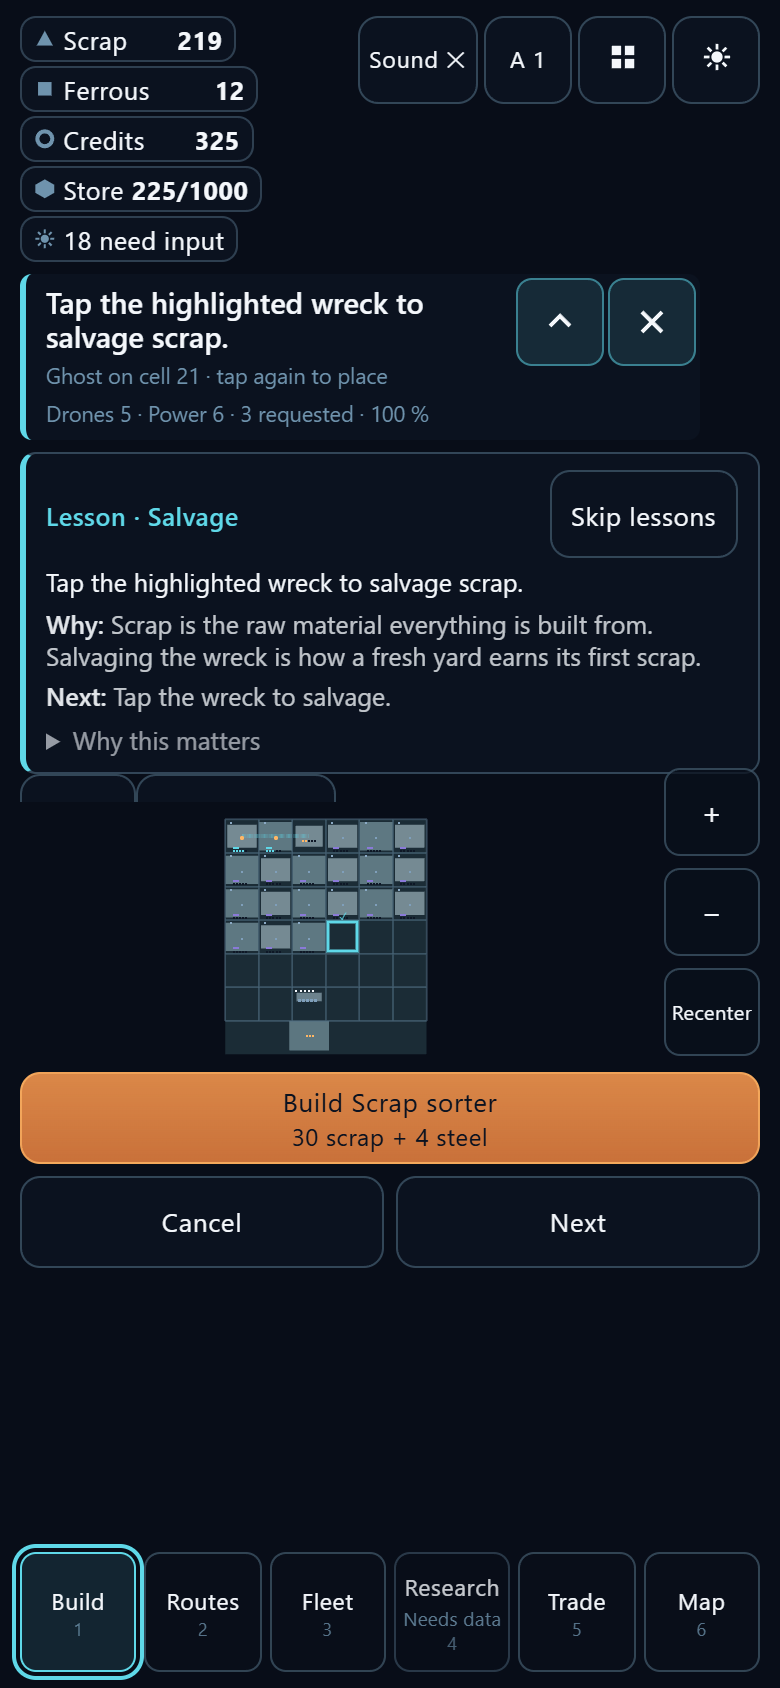 Scrap 219
Sound
A 1
Ferrous 12
Credits 325
Store 225/1000
18 need input
Tap the highlighted wreck to
salvage scrap.
Ghost on cell 21 · tap again to place
Drones 5 · Power 6 · 3 requested · 100 %
Lesson · Salvage
Skip lessons
Tap the highlighted wreck to salvage scrap.
Why: Scrap is the raw material everything is built from.
Salvaging the wreck is how a fresh yard earns its first scrap.
Next: Tap the wreck to salvage.
Why this matters
+
−
Recenter
Build Scrap sorter
30 scrap + 4 steel
Cancel
Next
Build
1
Routes
2
Fleet
3
Research
Needs data
4
Trade
5
Map
6